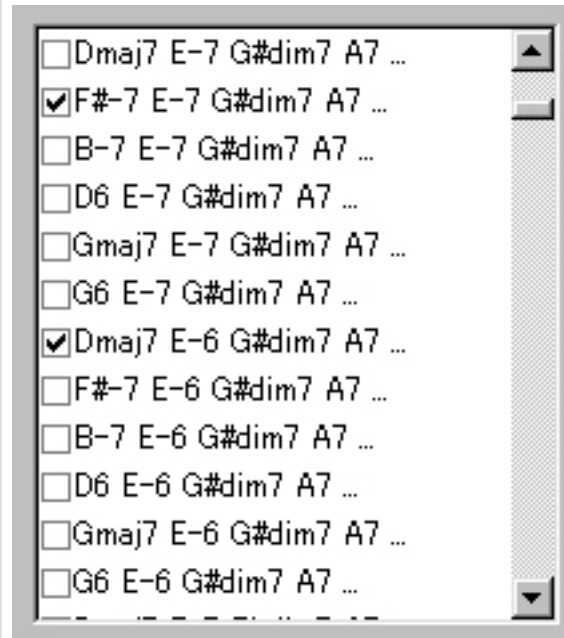 Dmaj7 E-7 G#dim7 A7 ...
F#-7 E-7 G#dim7 A7 ...
B-7 E-7 G#dim7 A7 ...
D6 E-7 G#dim7 A7 ...
Gmaj7 E-7 G#dim7 A7 ...
G6 E-7 G#dim7 A7 ...
Dmaj7 E-6 G#dim7 A7 ...
F#-7 E-6 G#dim7 A7 ...
B-7 E-6 G#dim7 A7 ...
D6 E-6 G#dim7 A7 ...
Gmaj7 E-6 G#dim7 A7 ...
G6 E-6 G#dim7 A7 ...